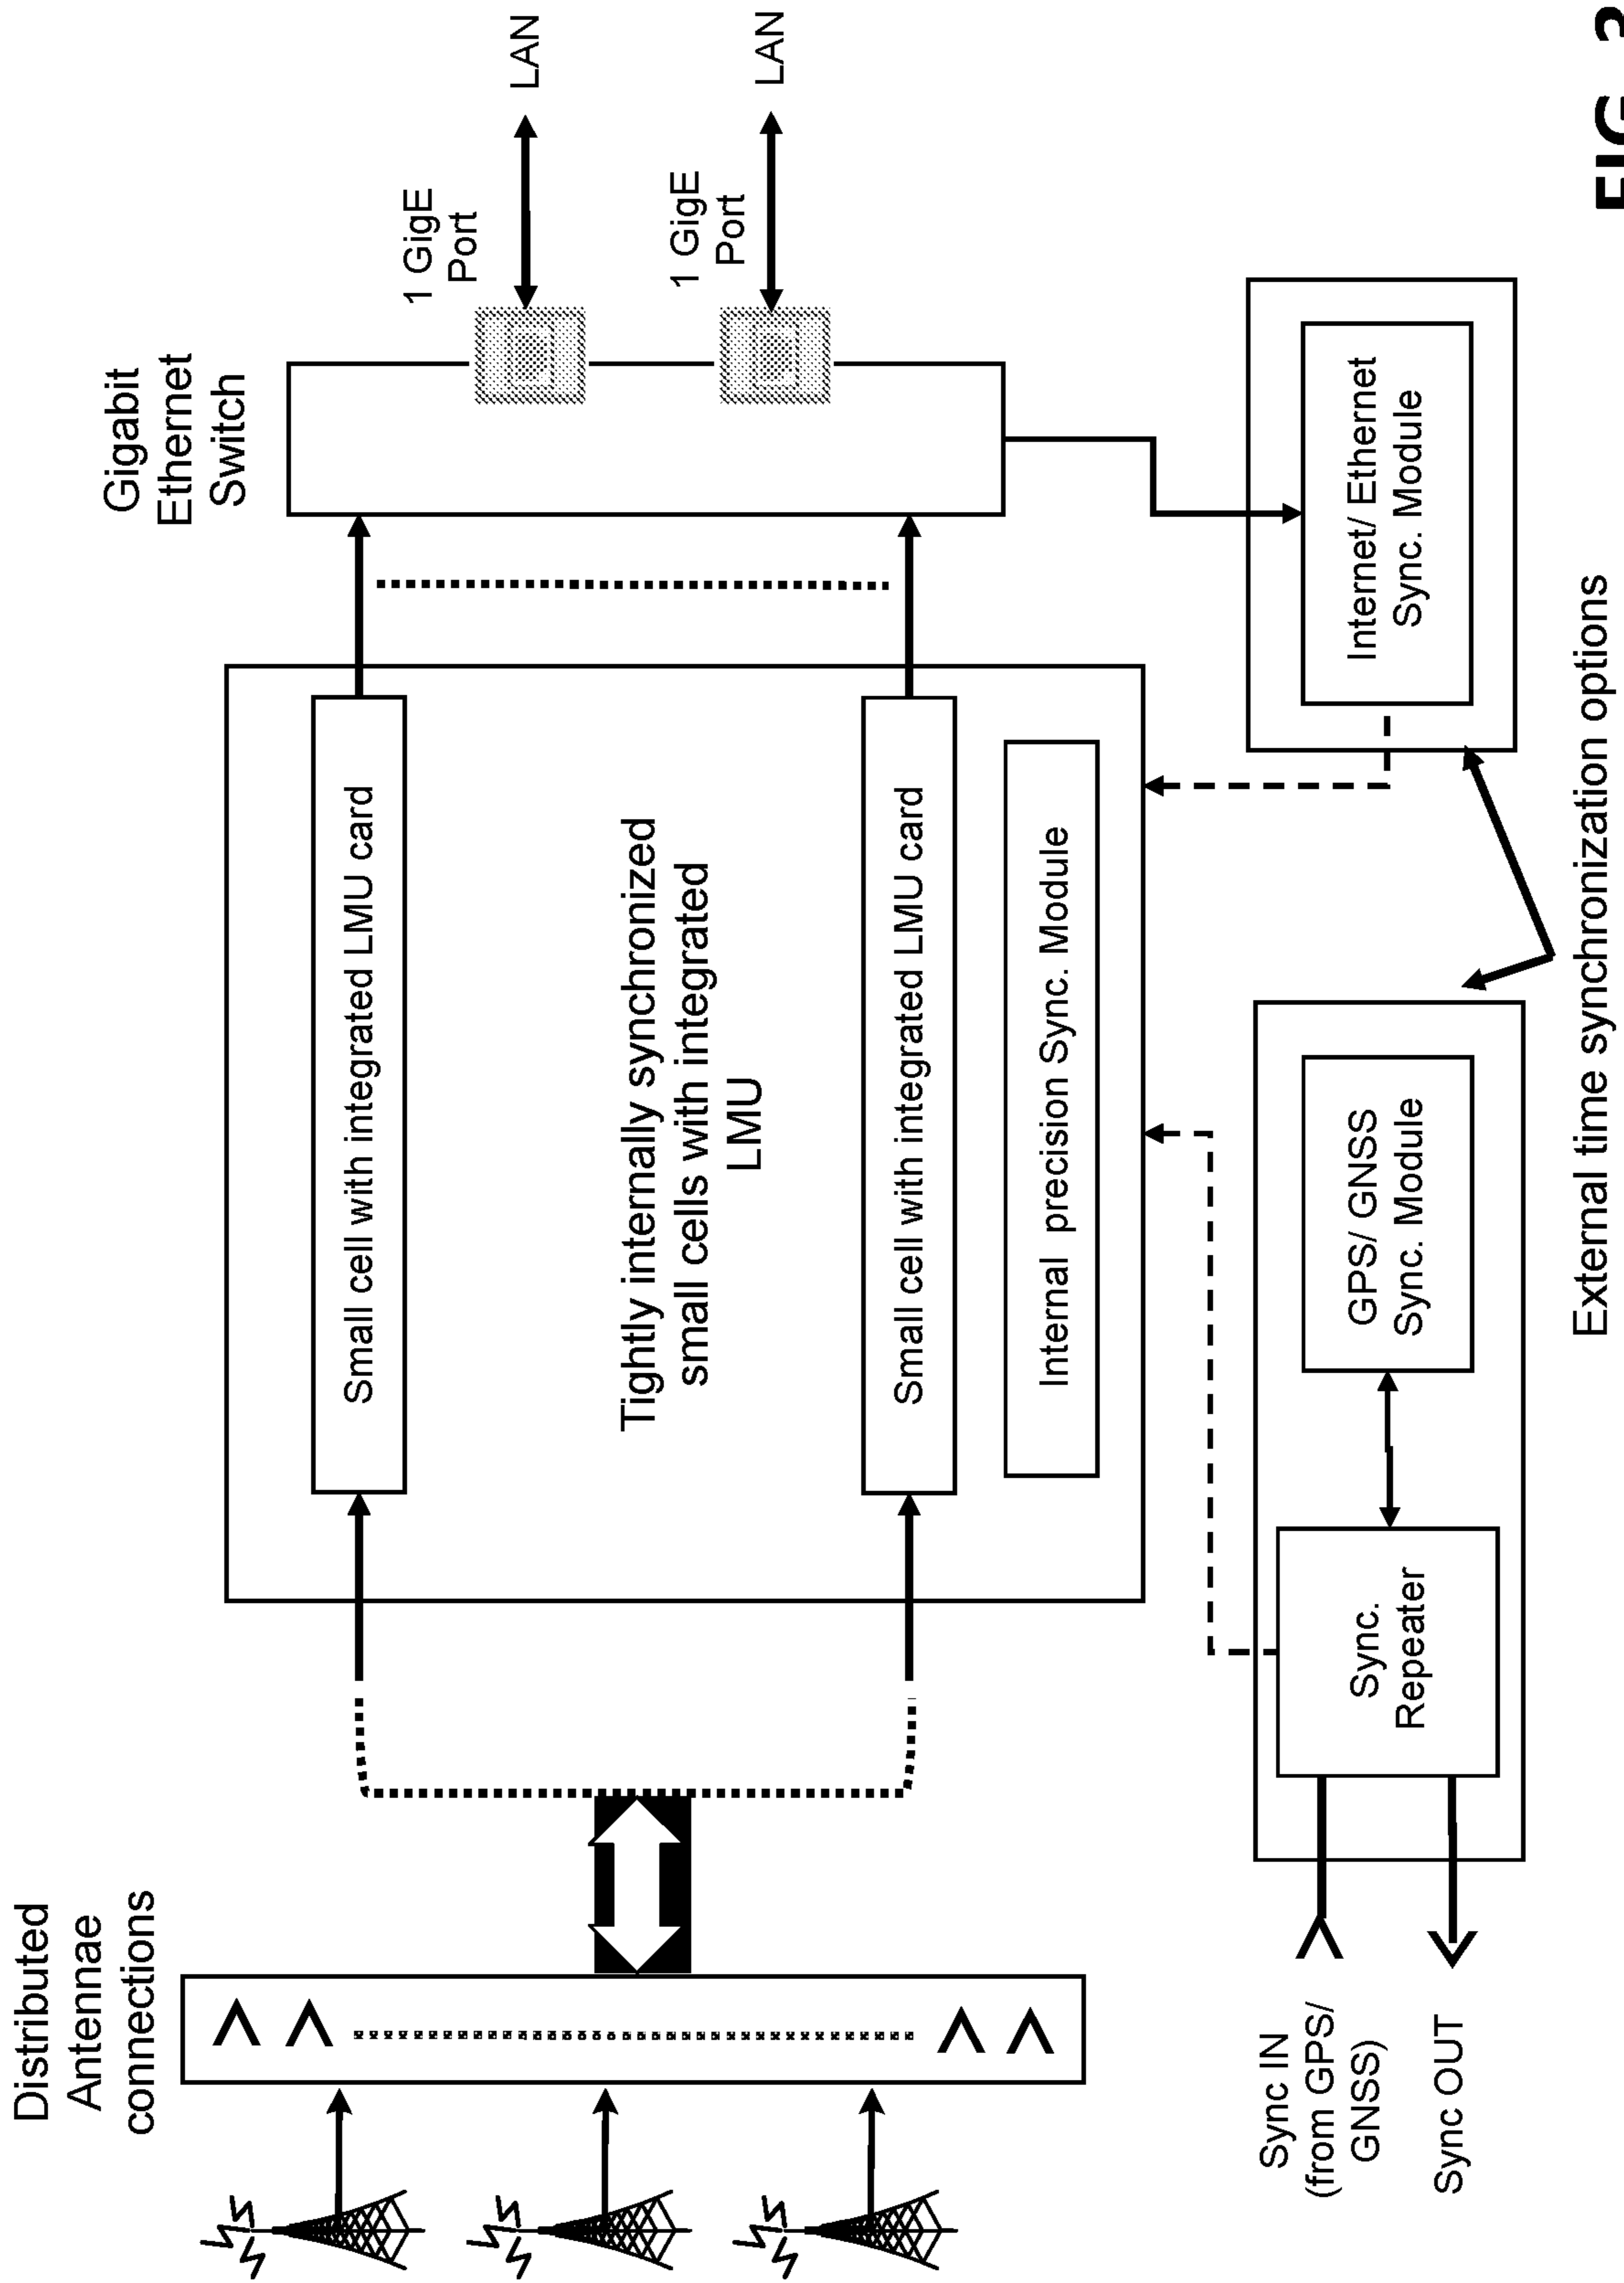 Distributed
Antennae
connections
Gigabit
Ethernet
Switch
Small cell with integrated LMU card
1 GigE
Port
LAN
Tightly internally synchronized
small cells with integrated
LMU
1 GigE
Port
LAN
Small cell with integrated LMU card
Internal precision Sync. Module
Sync IN
(from GPS/
GNSS)
Sync OUT
Sync.
Repeater
GPS/ GNSS
Sync. Module
Internet/ Ethernet
Sync. Module
External time synchronization options
FIG